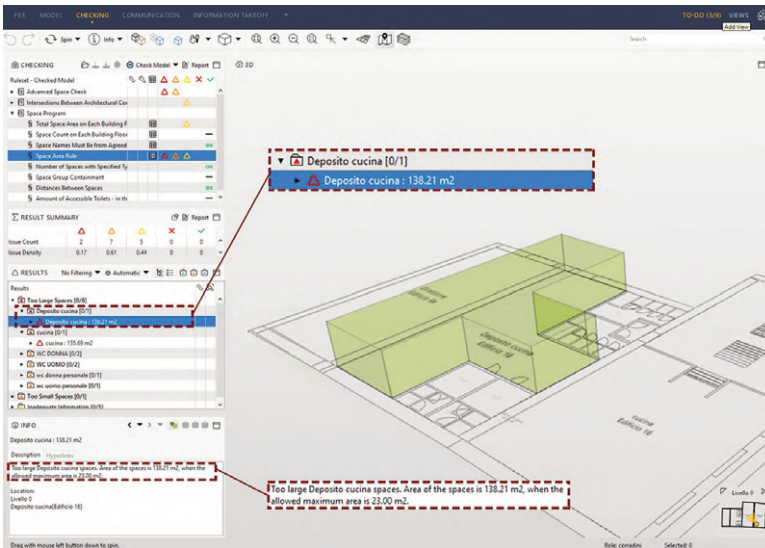 FILE MODEL CHECKING COMMUNICATION INFORMATION TAKEOFF + TO-DO (3/9) VIEWS
Add View
Spin Info Search
CHECKING Check Model Report 3D
Ruleset - Checked Model
Advanced Space Check
Intersections Between Architectural Cor
Space Program
§ Total Space Area on Each Building F
§ Space Count on Each Building Floor
§ Space Names Must Be from Agreed OK
§ Space Area Rule
§ Number of Spaces with Specified Ty OK
§ Space Group Containment
§ Distances Between Spaces OK
§ Amount of Accessible Toilets - in th
Deposito cucina [0/1]
Deposito cucina : 138.21 m2
RESULT SUMMARY Report
Issue Count 2 7 5 0 0
Issue Density 0.17 0.61 0.44 0 0
RESULTS No Filtering Automatic
Results
Too Large Spaces [0/8]
Deposito cucina [0/1]
Deposito cucina : 138.21 m2
cucina [0/1]
cucina : 135.69 m2
WC DONNA [0/2]
WC UOMO [0/2]
wc donna personale [0/1]
wc uomo personale [0/1]
Too Small Spaces [0/1]
Inadequate Information [0/5]
Deposito cucina
Edificio 16
cucina
Edificio 16
INFO
Deposito cucina : 138.21 m2
Description Hyperlinks
Too large Deposito cucina spaces. Area of the spaces is 138.21 m2, when the
allowed maximum area is 23.00 m2.
Location:
Livello 0
Deposito cucina[Edificio 16]
Too large Deposito cucina spaces. Area of the spaces is 138.21 m2, when the
allowed maximum area is 23.00 m2.
Livello 0
Drag with mouse left button down to spin. Role: corradini Selected: 0